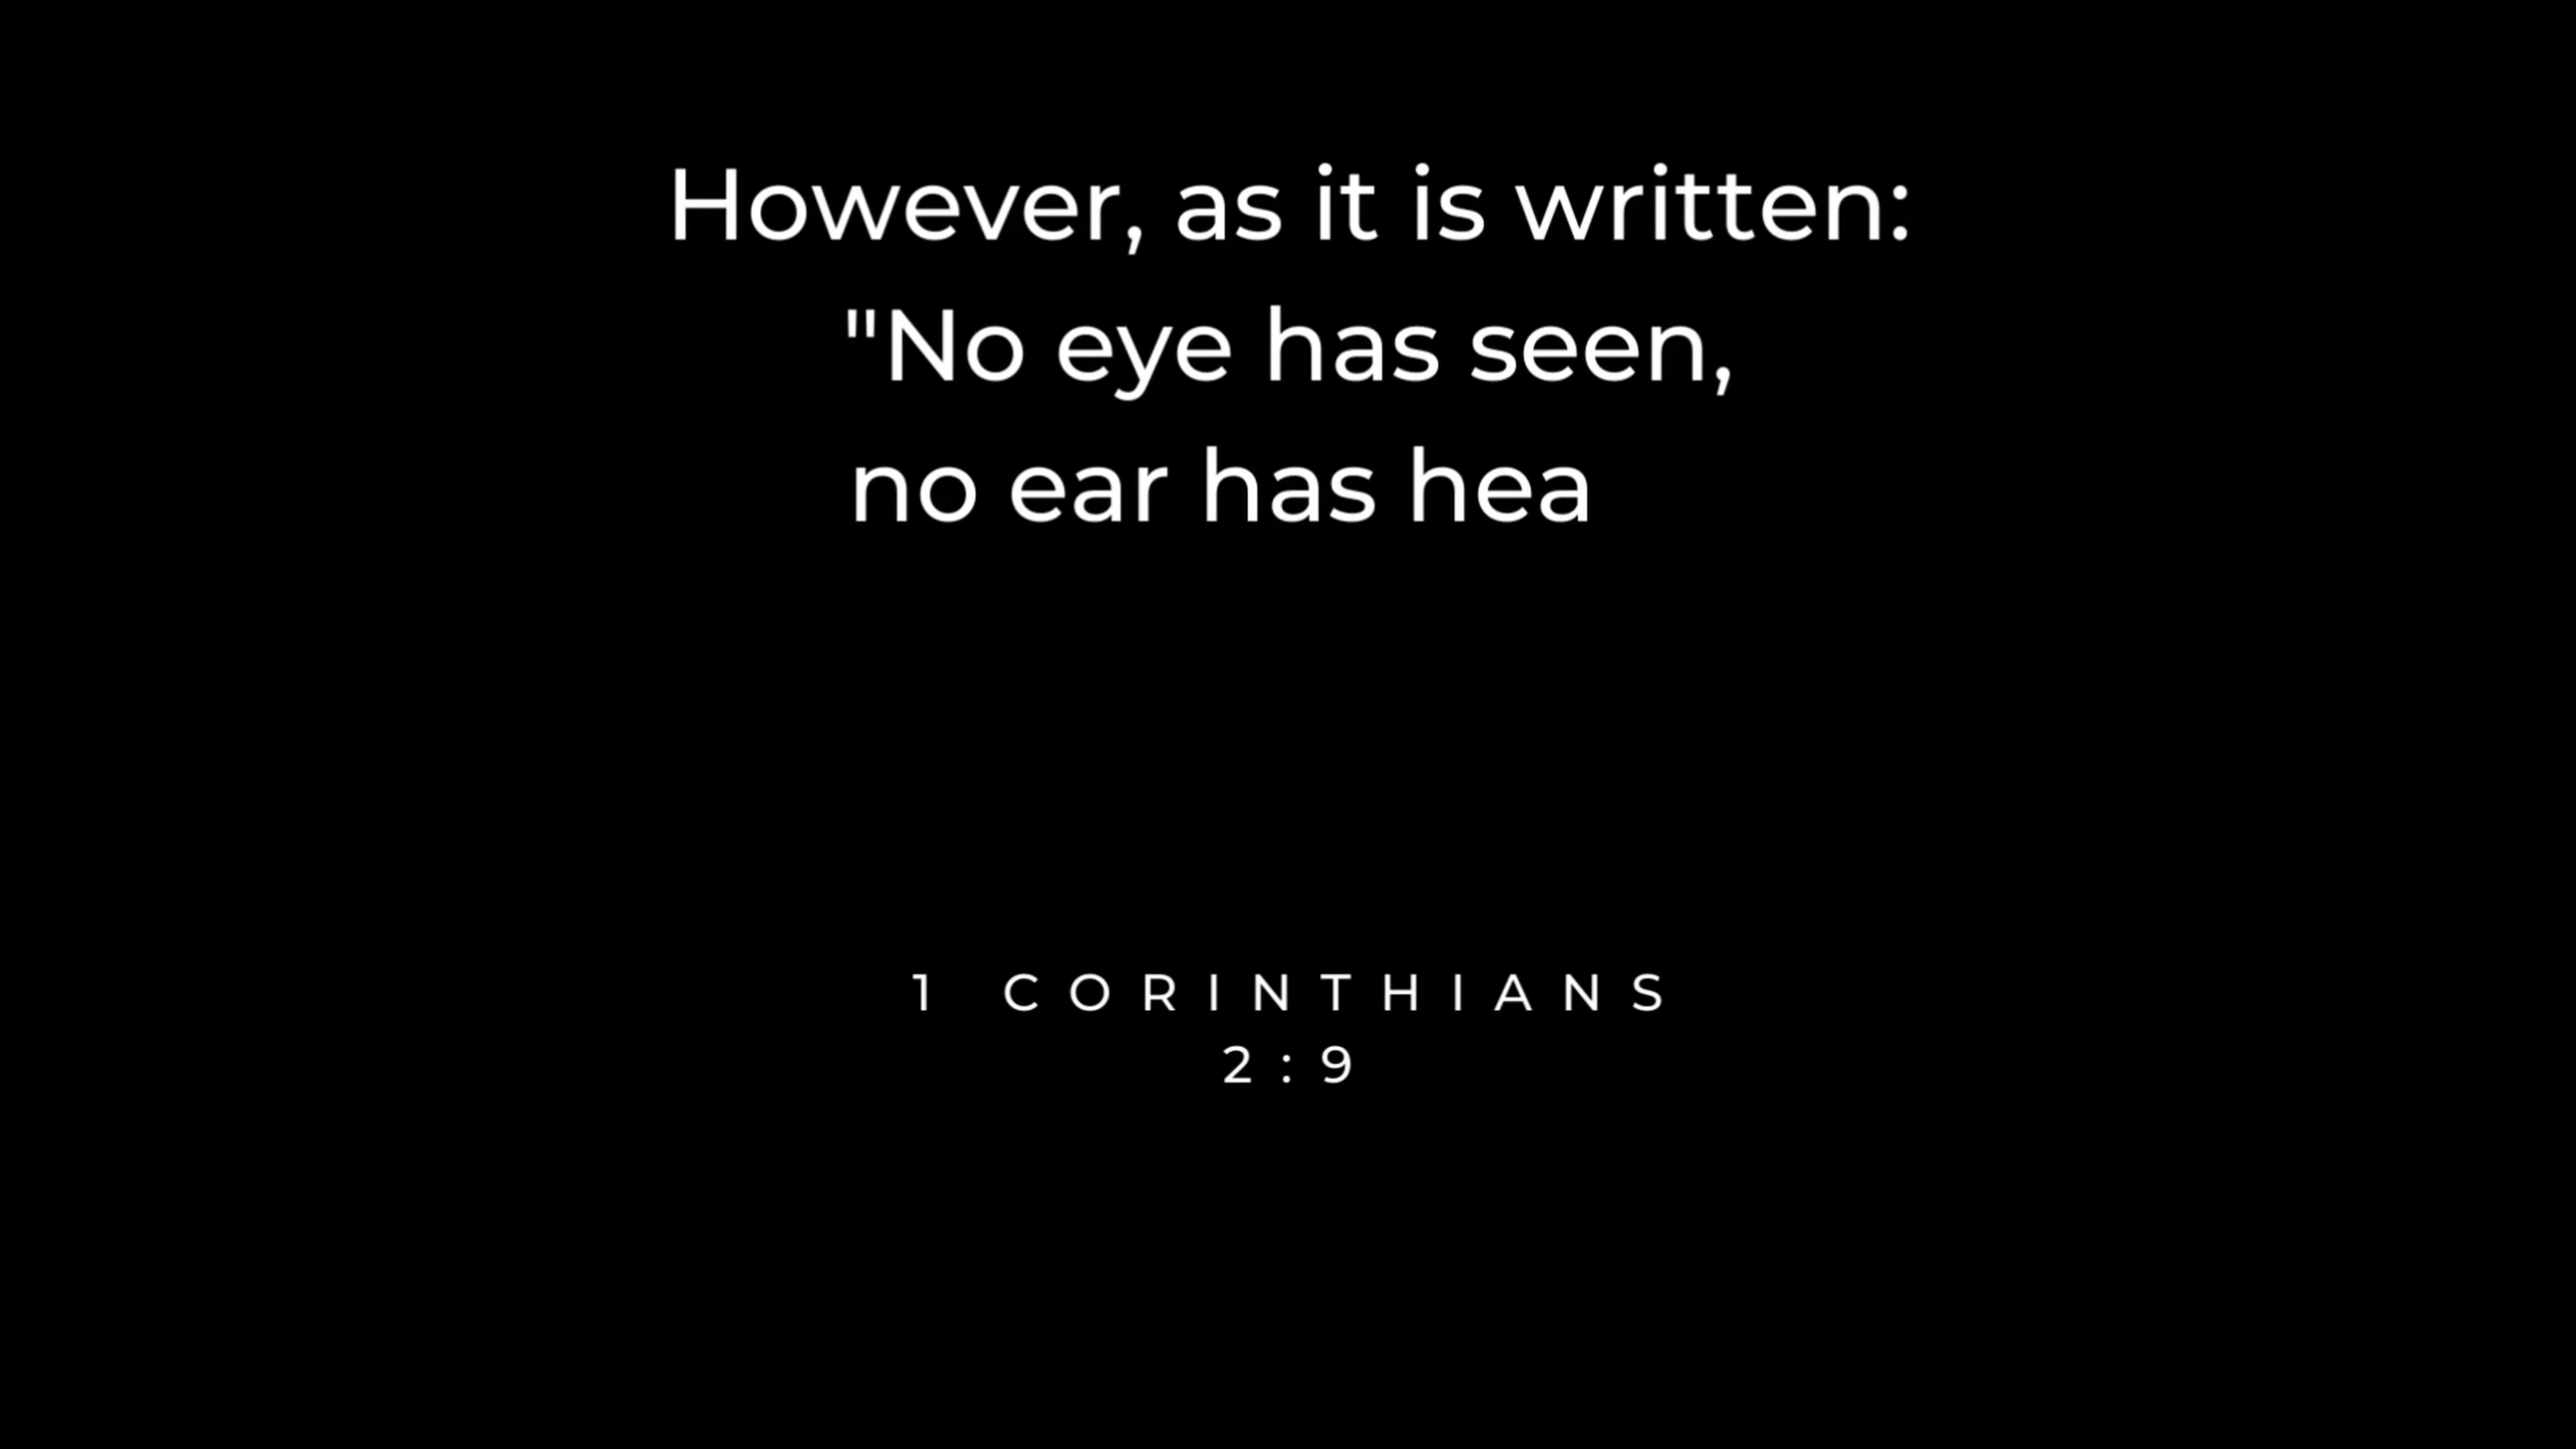 However, as it is written:
"No eye has seen,
no ear has hea
1 CORINTHIANS
2:9